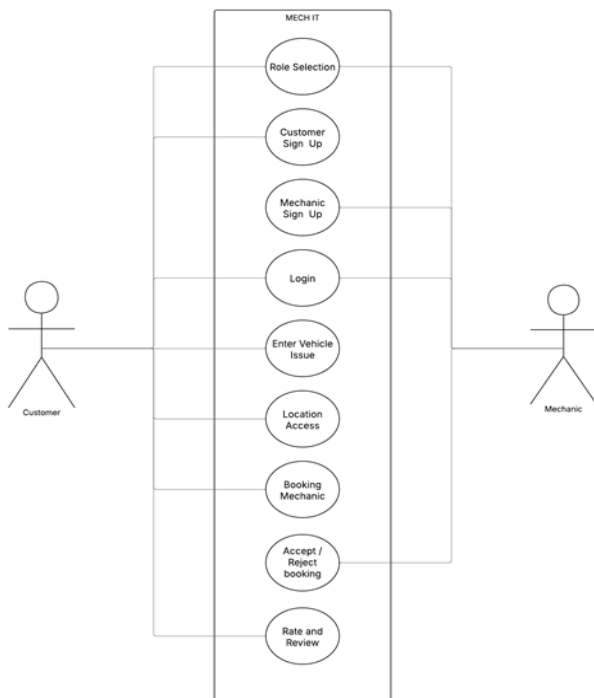 MECH IT
Role Selection
Customer
Sign Up
Mechanic
Sign Up
Login
Enter Vehicle
Issue
Location
Access
Booking
Mechanic
Accept /
Reject
booking
Rate and
Review
Customer
Mechanic